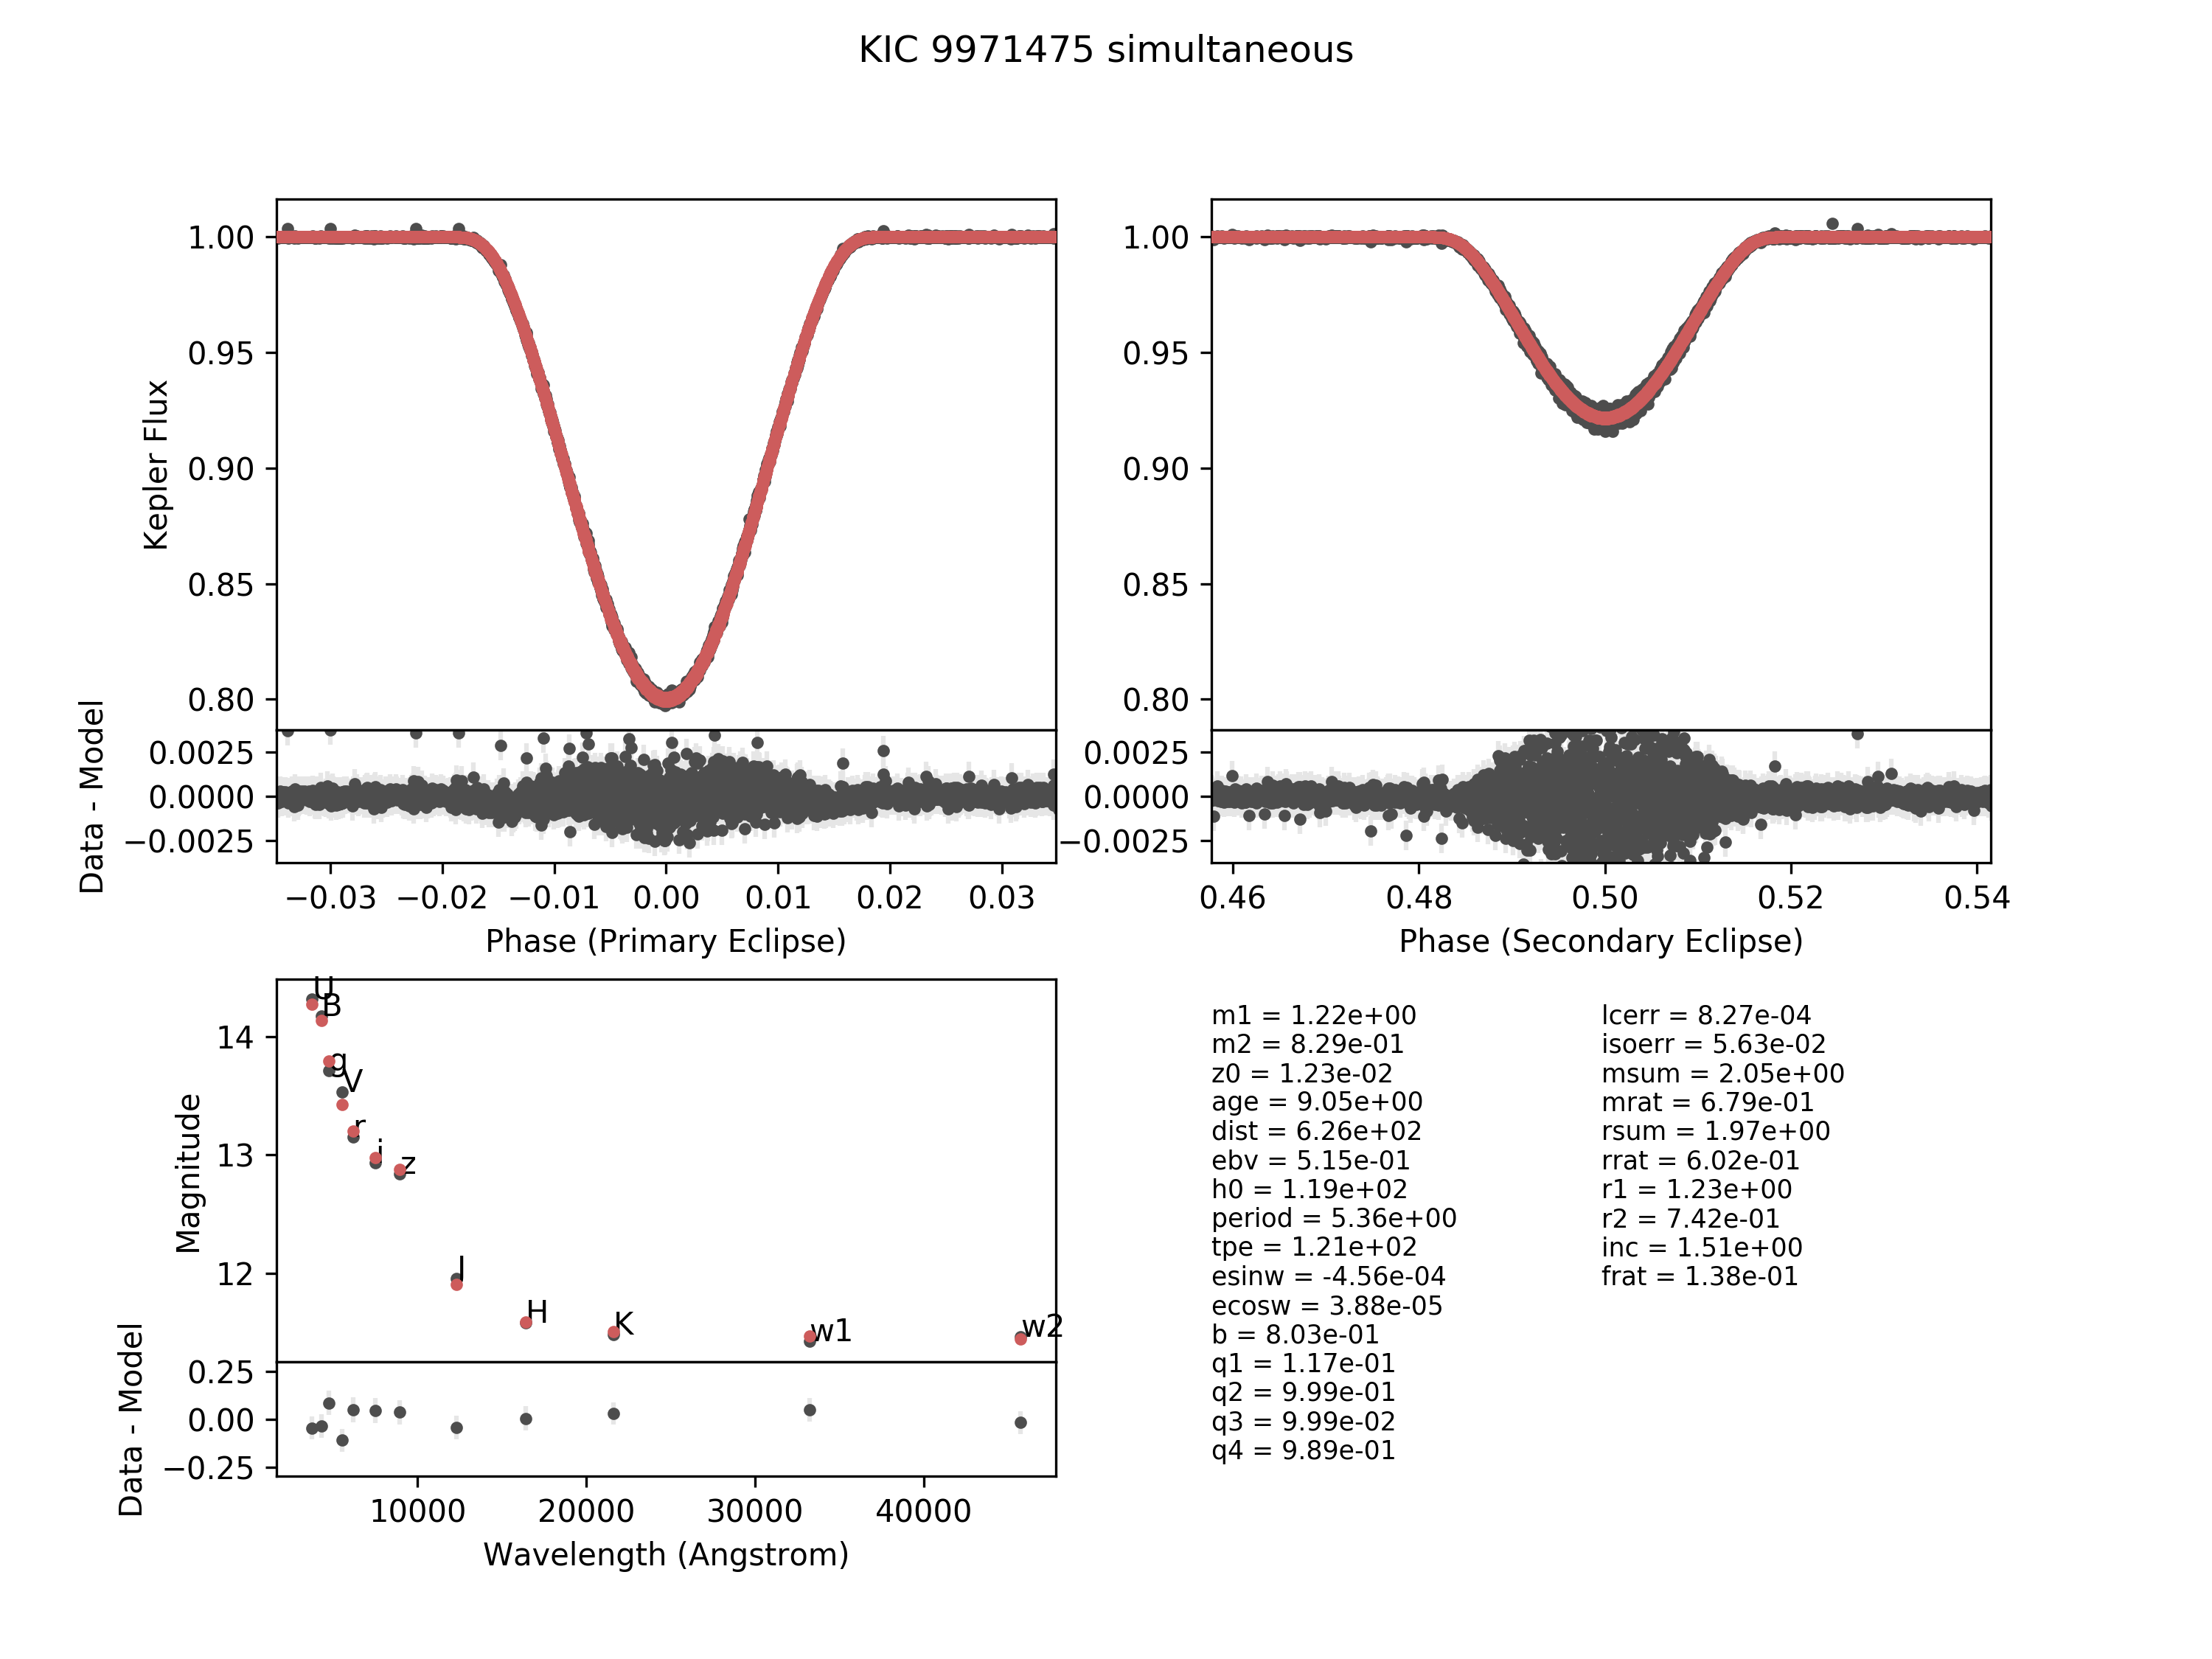 KIC 9971475 simultaneous
1.00
0.95
0.90
0.85
0.80
Kepler Flux
0.0025
0.0000
−0.0025
Data - Model
−0.03 −0.02 −0.01 0.00 0.01 0.02 0.03
Phase (Primary Eclipse)
1.00
0.95
0.90
0.85
0.80
0.0025
0.0000
−0.0025
0.46 0.48 0.50 0.52 0.54
Phase (Secondary Eclipse)
14
13
12
Magnitude
U
B
g
V
r
i
z
J
H
K
w1
w2
0.25
0.00
−0.25
Data - Model
10000 20000 30000 40000
Wavelength (Angstrom)
m1 = 1.22e+00
m2 = 8.29e-01
z0 = 1.23e-02
age = 9.05e+00
dist = 6.26e+02
ebv = 5.15e-01
h0 = 1.19e+02
period = 5.36e+00
tpe = 1.21e+02
esinw = -4.56e-04
ecosw = 3.88e-05
b = 8.03e-01
q1 = 1.17e-01
q2 = 9.99e-01
q3 = 9.99e-02
q4 = 9.89e-01
lcerr = 8.27e-04
isoerr = 5.63e-02
msum = 2.05e+00
mrat = 6.79e-01
rsum = 1.97e+00
rrat = 6.02e-01
r1 = 1.23e+00
r2 = 7.42e-01
inc = 1.51e+00
frat = 1.38e-01